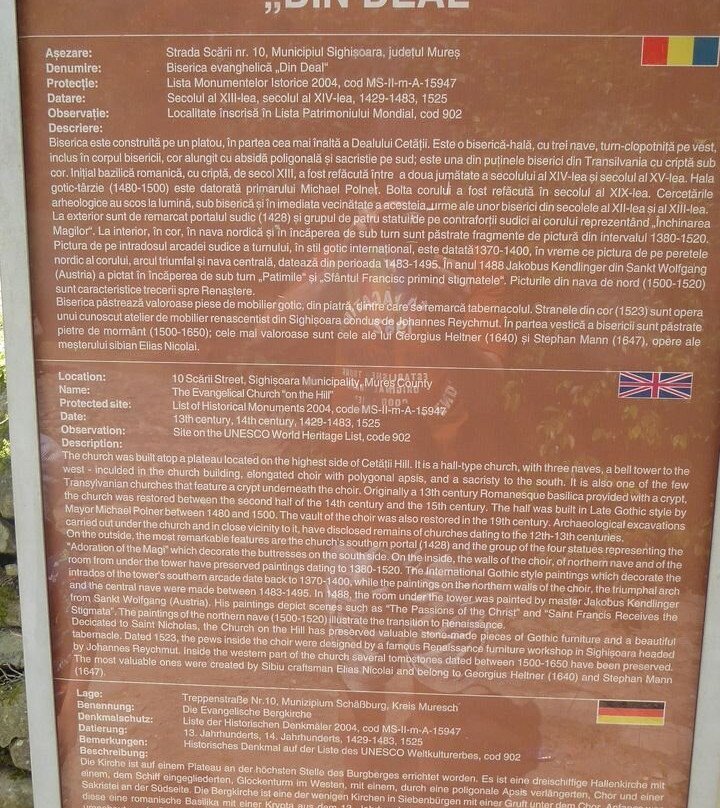 „DIN DEAL"
Așezare: Strada Scării nr. 10, Municipiul Sighișoara, județul Mureș
Denumire: Biserica evanghelică „Din Deal"
Protecție: Lista Monumentelor Istorice 2004, cod MS-II-m-A-15947
Datare: Secolul al XIII-lea, secolul al XIV-lea, 1429-1483, 1525
Observație: Localitate înscrisă în Lista Patrimoniului Mondial, cod 902
Descriere:
Biserica este construită pe un platou, în partea cea mai înaltă a Dealului Cetății. Este o biserică-hală, cu trei nave, turn-clopotniță pe vest,
inclus în corpul bisericii, cor alungit cu absidă poligonală și sacristie pe sud; este una din puținele biserici din Transilvania cu criptă sub
cor. Inițial bazilică romanică, cu criptă, de secol XIII, a fost refăcută între a doua jumătate a secolului al XIV-lea și secolul al XV-lea. Hala
gotic-târzie (1480-1500) este datorată primarului Michael Polner. Bolta corului a fost refăcută în secolul al XIX-lea. Cercetările
arheologice au scos la lumină, sub biserică și în imediata vecinătate a acesteia, urme ale unor biserici din secolele al XII-lea și al XIII-lea.
La exterior sunt de remarcat portalul sudic (1428) și grupul de patru statui de pe contraforții sudici ai corului reprezentând „Închinarea
Magilor". La interior, în cor, în nava nordică și în încăperea de sub turn sunt păstrate fragmente de pictură din intervalul 1380-1520.
Pictura de pe intradosul arcadei sudice a turnului, în stil gotic internațional, este datată1370-1400, în vreme ce pictura de pe peretele
nordic al corului, arcul triumfal și nava centrală, datează din perioada 1483-1495. În anul 1488 Jakobus Kendlinger din Sankt Wolfgang
(Austria) a pictat în încăperea de sub turn „Patimile" și „Sfântul Francisc primind stigmatele". Picturile din nava de nord (1500-1520)
sunt caracteristice trecerii spre Renaștere.
Biserica păstrează valoroase piese de mobilier gotic, din piatră, dintre care se remarcă tabernacolul. Stranele din cor (1523) sunt opera
unui cunoscut atelier de mobilier renascentist din Sighișoara condus de Johannes Reychmut. În partea vestică a bisericii sunt păstrate
pietre de mormânt (1500-1650); cele mai valoroase sunt cele ale lui Georgius Heltner (1640) și Stephan Mann (1647), opere ale
meșterului sibian Elias Nicolai.
Location: 10 Scării Street, Sighișoara Municipality, Mureș County
Name: The Evangelical Church "on the Hill"
Protected site: List of Historical Monuments 2004, code MS-II-m-A-15947
Date: 13th century, 14th century, 1429-1483, 1525
Observation: Site on the UNESCO World Heritage List, code 902
Description:
The church was built atop a plateau located on the highest side of Cetății Hill. It is a hall-type church, with three naves, a bell tower to the
west - inculded in the church building, elongated choir with polygonal apsis, and a sacristy to the south. It is also one of the few
Transylvanian churches that feature a crypt underneath the choir. Originally a 13th century Romanesque basilica provided with a crypt,
the church was restored between the second half of the 14th century and the 15th century. The hall was built in Late Gothic style by
Mayor Michael Polner between 1480 and 1500. The vault of the choir was also restored in the 19th century. Archaeological excavations
carried out under the church and in close vicinity to it, have disclosed remains of churches dating to the 12th-13th centuries.
On the outside, the most remarkable features are the church's southern portal (1428) and the group of the four statues representing the
"Adoration of the Magi" which decorate the buttresses on the south side. On the inside, the walls of the choir, of northern nave and of the
room from under the tower have preserved paintings dating to 1380-1520. The International Gothic style paintings which decorate the
intrados of the tower's southern arcade date back to 1370-1400, while the paintings on the northern walls of the choir, the triumphal arch
and the central nave were made between 1483-1495. In 1488, the room under the tower was painted by master Jakobus Kendlinger
from Sankt Wolfgang (Austria). His paintings depict scenes such as "The Passions of the Christ" and "Saint Francis Receives the
Stigmata". The paintings of the northern nave (1500-1520) illustrate the transition to Renaissance.
Decicated to Saint Nicholas, the Church on the Hill has preserved valuable stone-made pieces of Gothic furniture and a beautiful
tabernacle. Dated 1523, the pews inside the choir were designed by a famous Renaissance furniture workshop in Sighișoara headed
by Johannes Reychmut. Inside the western part of the church several tombstones dated between 1500-1650 have been preserved.
The most valuable ones were created by Sibiu craftsman Elias Nicolai and belong to Georgius Heltner (1640) and Stephan Mann
(1647).
Lage: Treppenstraße Nr.10, Munizipium Schäßburg, Kreis Muresch
Benennung: Die Evangelische Bergkirche
Denkmalschutz: Liste der Historischen Denkmäler 2004, cod MS-II-m-A-15947
Datierung: 13. Jahrhunderts, 14. Jahrhunderts, 1429-1483, 1525
Bemerkungen: Historisches Denkmal auf der Liste des UNESCO Weltkulturerbes, cod 902
Beschreibung:
Die Kirche ist auf einem Plateau an der höchsten Stelle des Burgberges errichtet worden. Es ist eine dreischiffige Hallenkirche mit
einem, dem Schiff eingegliederten, Glockenturm im Westen, mit einem, durch eine poligonale Apsis verlängerten, Chor und einer
Sakristei an der Südseite. Die Bergkirche ist eine der wenigen Kirchen in Siebenbürgen mit einer Gruft unter dem Chor. Anfangs
diese eine romanische Basilika mit einer Krypta aus dem 13.